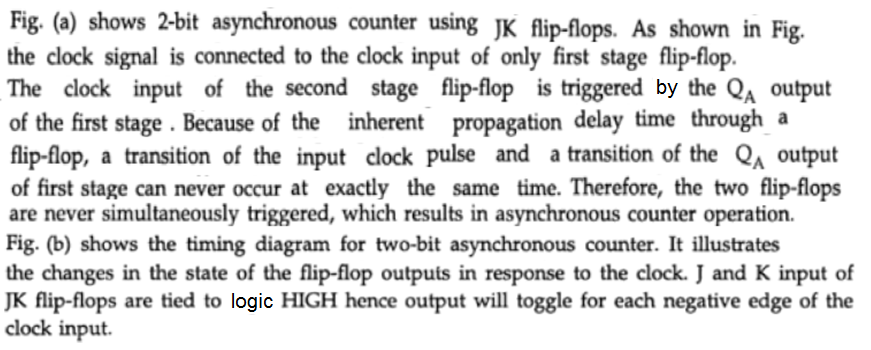 Fig. (a) shows 2-bit asynchronous counter using JK flip-flops. As shown in Fig.
the clock signal is connected to the clock input of only first stage flip-flop.
The clock input of the second stage flip-flop is triggered by the QA output
of the first stage . Because of the inherent propagation delay time through a
flip-flop, a transition of the input clock pulse and a transition of the QA output
of first stage can never occur at exactly the same time. Therefore, the two flip-flops
are never simultaneously triggered, which results in asynchronous counter operation.
Fig. (b) shows the timing diagram for two-bit asynchronous counter. It illustrates
the changes in the state of the flip-flop outputs in response to the clock. J and K input of
JK flip-flops are tied to logic HIGH hence output will toggle for each negative edge of the
clock input.